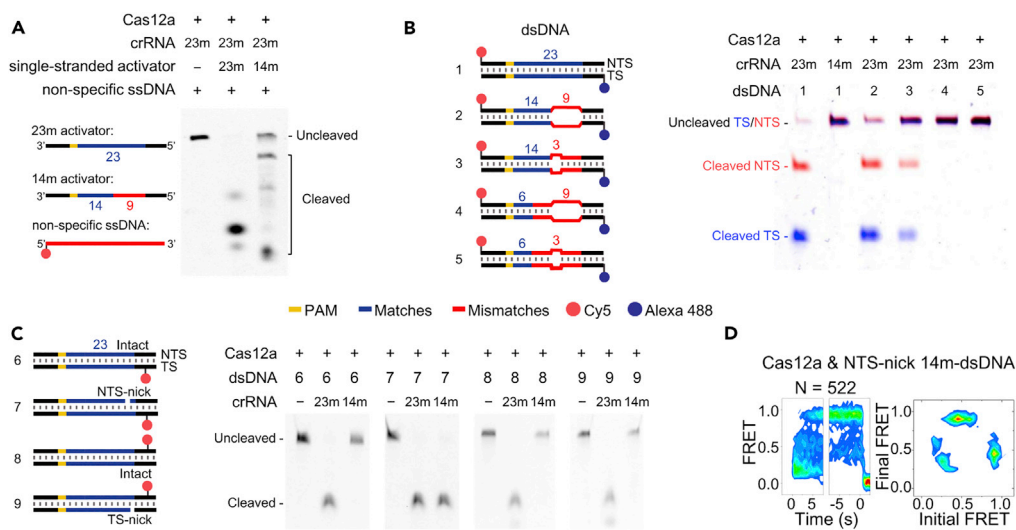 A
Cas12a + + +
crRNA 23m 23m 23m
single-stranded activator – 23m 14m
non-specific ssDNA + + +
23m activator:
3' 5'
23
14m activator:
3' 5'
14 9
non-specific ssDNA:
5' 3'
- Uncleaved
Cleaved
B
dsDNA
1 23 NTS
TS
2 14 9
3 14 3
4 6 9
5 6 3
Cas12a + + + + + +
crRNA 23m 14m 23m 23m 23m 23m
dsDNA 1 1 2 3 4 5
Uncleaved TS/NTS -
Cleaved NTS -
Cleaved TS -
PAM Matches Mismatches Cy5 Alexa 488
C
23 Intact
6 NTS
TS
NTS-nick
7
8
Intact
9
TS-nick
Cas12a + + + + + + + + + + + +
dsDNA 6 6 6 7 7 7 8 8 8 9 9 9
crRNA – 23m 14m – 23m 14m – 23m 14m – 23m 14m
Uncleaved -
Cleaved -
D
Cas12a & NTS-nick 14m-dsDNA
N = 522
FRET
1.0
0.5
0.0
0 5 -5 0
Time (s)
Final FRET
1.0
0.5
0.0
0.0 0.5 1.0
Initial FRET